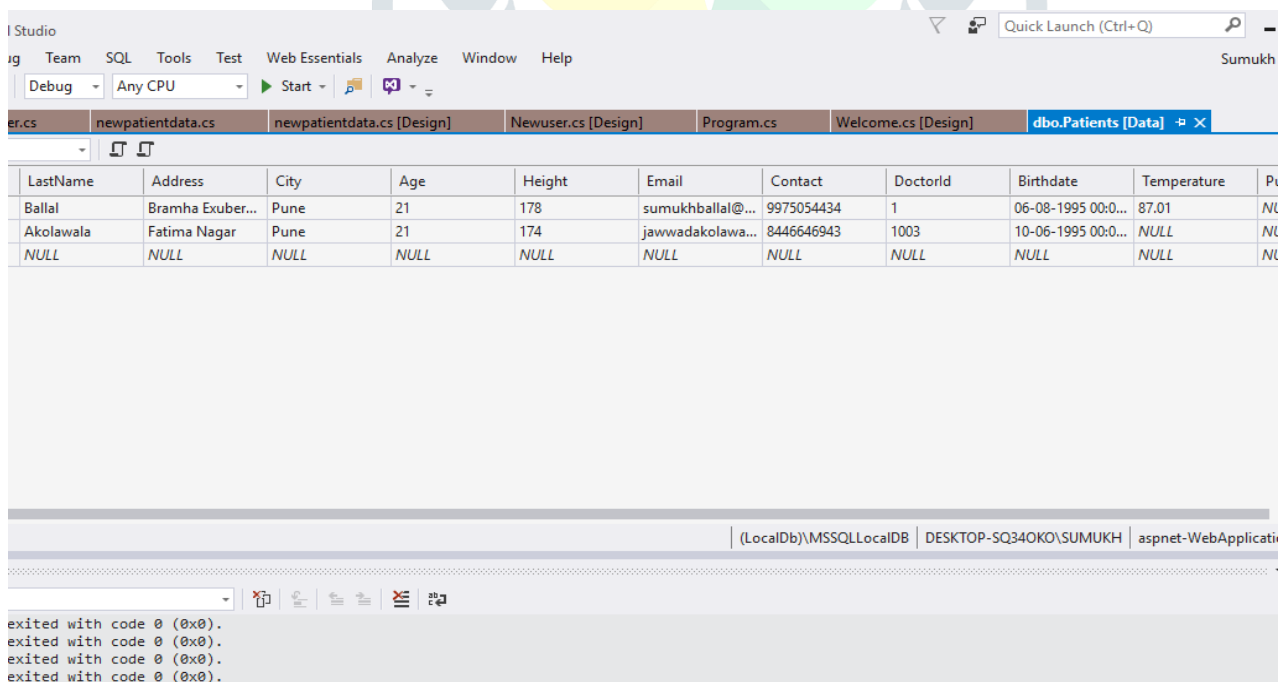 l Studio Quick Launch (Ctrl+Q)
ug Team SQL Tools Test Web Essentials Analyze Window Help Sumukh
Debug Any CPU Start
er.cs newpatientdata.cs newpatientdata.cs [Design] Newuser.cs [Design] Program.cs Welcome.cs [Design] dbo.Patients [Data]
LastName Address City Age Height Email Contact DoctorId Birthdate Temperature Pu
Ballal Bramha Exuber... Pune 21 178 sumukhballal@... 9975054434 1 06-08-1995 00:0... 87.01 NU
Akolawala Fatima Nagar Pune 21 174 jawwadakolawa... 8446646943 1003 10-06-1995 00:0... NULL NU
NULL NULL NULL NULL NULL NULL NULL NULL NULL NULL NU
(LocalDb)\MSSQLLocalDB DESKTOP-SQ34OKO\SUMUKH aspnet-WebApplicatio
exited with code 0 (0x0).
exited with code 0 (0x0).
exited with code 0 (0x0).
exited with code 0 (0x0).